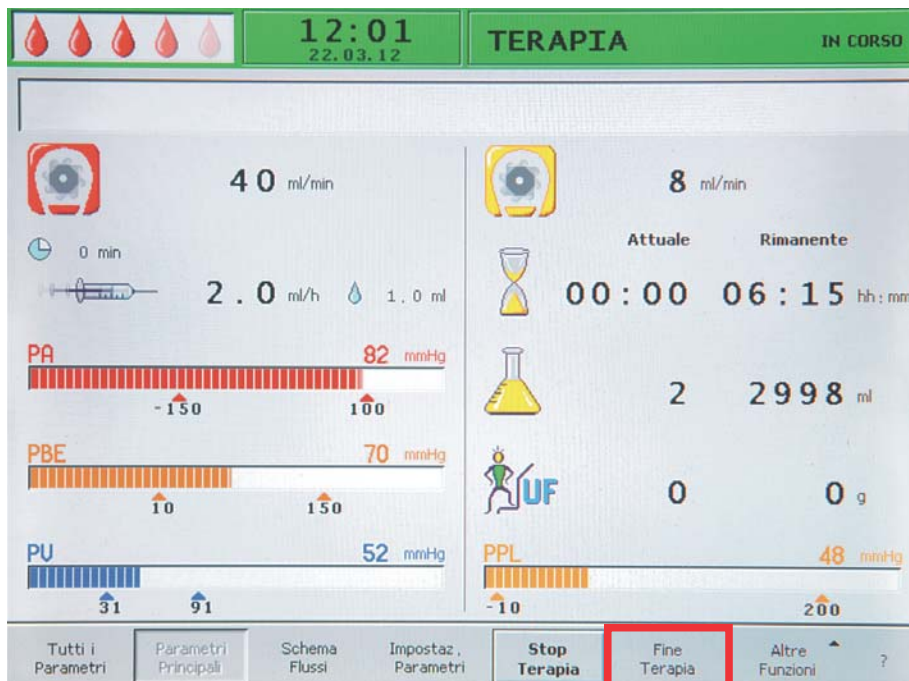 12:01
22.03.12
TERAPIA
IN CORSO
40 ml/min
0 min
2.0 ml/h 1.0 ml
PA 82 mmHg
-150 100
PBE 70 mmHg
10 150
PV 52 mmHg
31 91
8 ml/min
Attuale Rimanente
00:00 06:15 hh:mm
2 2998 ml
UF 0 0 g
PPL 48 mmHg
-10 200
Tutti i
Parametri
Parametri
Principali
Schema
Flussi
Impostaz.
Parametri
Stop
Terapia
Fine
Terapia
Altre
Funzioni
?